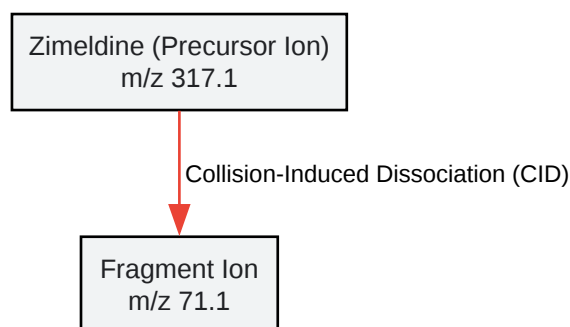 Zimeldine (Precursor Ion)
m/z 317.1
Collision-Induced Dissociation (CID)
Fragment Ion
m/z 71.1